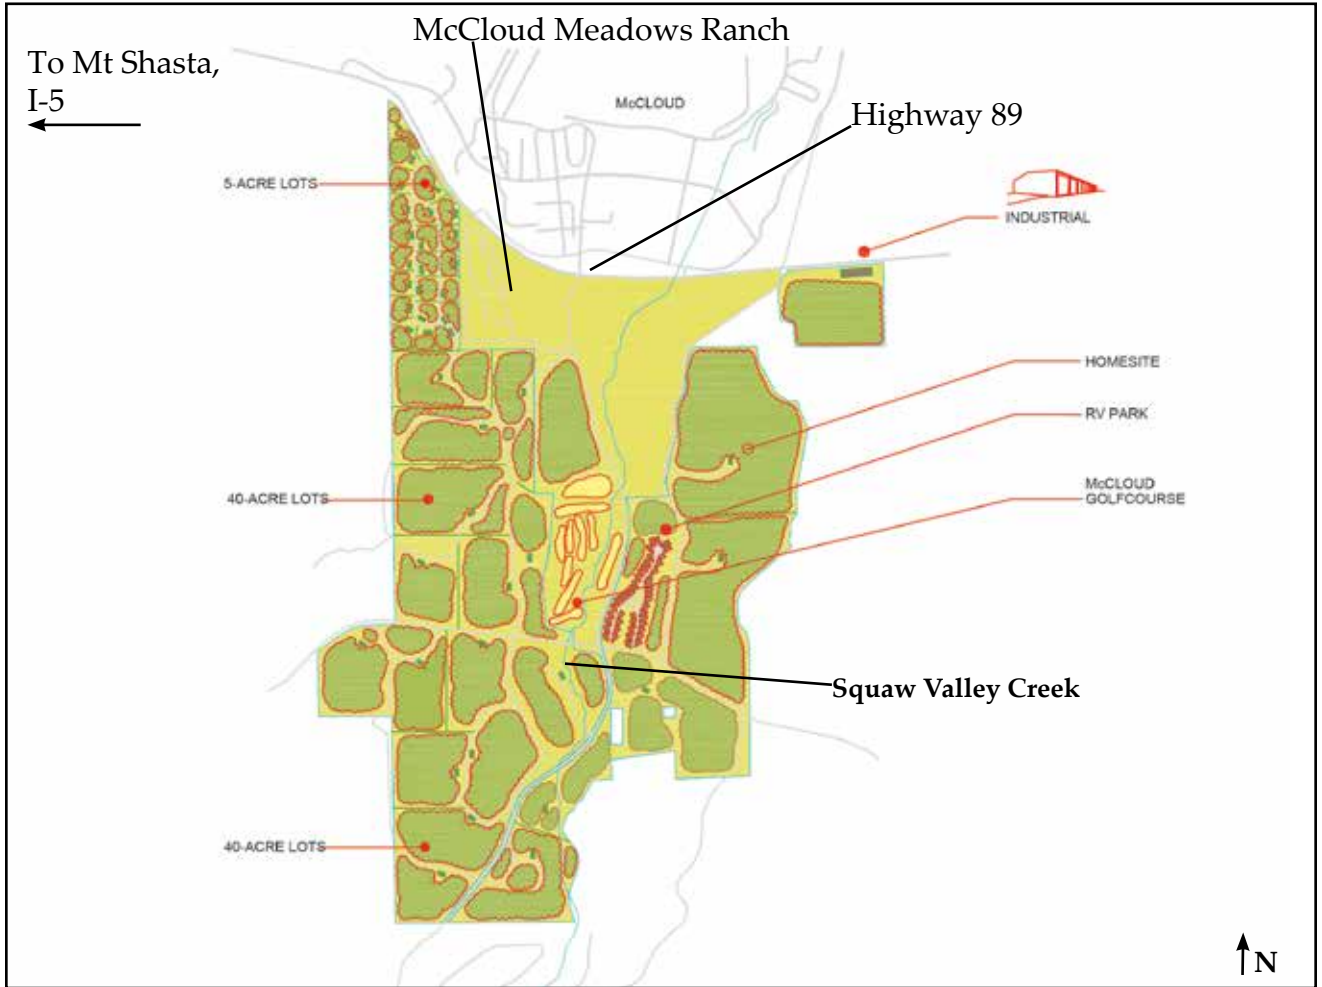 McCloud Meadows Ranch
To Mt Shasta,
I-5
McCLOUD
Highway 89
5-ACRE LOTS
INDUSTRIAL
HOMESITE
RV PARK
40-ACRE LOTS
McCLOUD
GOLFCOURSE
Squaw Valley Creek
40-ACRE LOTS
N